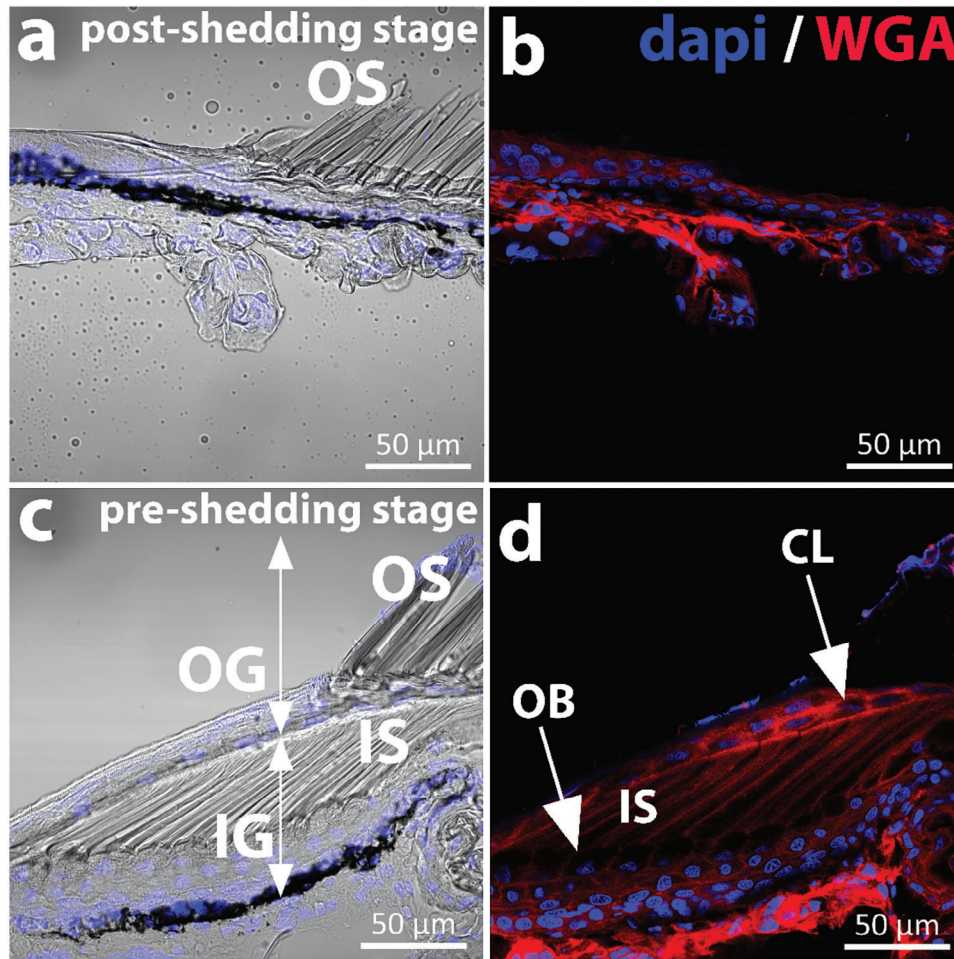 a post-shedding stage
OS
50 µm
b dapi / WGA
50 µm
c pre-shedding stage
OS
OG
IS
IG
50 µm
d
CL
OB
IS
50 µm